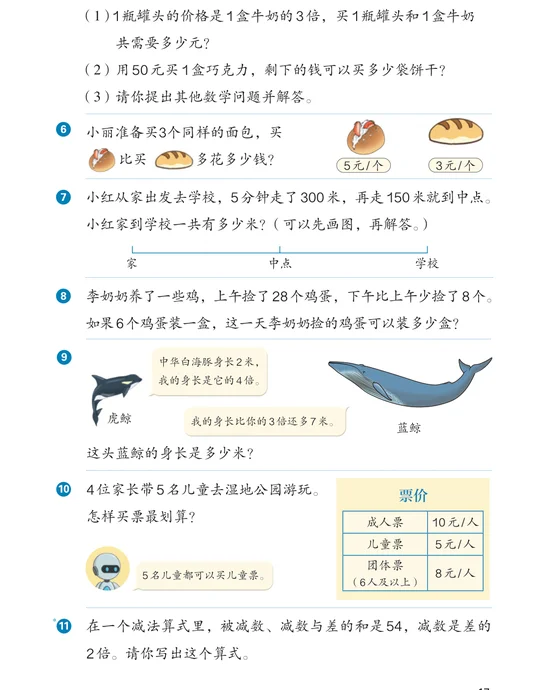 （1）1瓶罐头的价格是1盒牛奶的3倍，买1瓶罐头和1盒牛奶
共需要多少元？
（2）用50元买1盒巧克力，剩下的钱可以买多少袋饼干？
（3）请你提出其他数学问题并解答。
6 小丽准备买3个同样的面包，买
比买 多花多少钱？
5元/个
3元/个
7 小红从家出发去学校，5分钟走了300米，再走150米就到中点。
小红家到学校一共有多少米？（可以先画图，再解答。）
家 中点 学校
8 李奶奶养了一些鸡，上午捡了28个鸡蛋，下午比上午少捡了8个。
如果6个鸡蛋装一盒，这一天李奶奶捡的鸡蛋可以装多少盒？
9
中华白海豚身长2米，
我的身长是它的4倍。
虎鲸
我的身长比你的3倍还多7米。
蓝鲸
这头蓝鲸的身长是多少米？
10 4位家长带5名儿童去湿地公园游玩。
怎样买票最划算？
5名儿童都可以买儿童票。
票价
成人票 10元/人
儿童票 5元/人
团体票
（6人及以上） 8元/人
*11 在一个减法算式里，被减数、减数与差的和是54，减数是差的
2倍。请你写出这个算式。